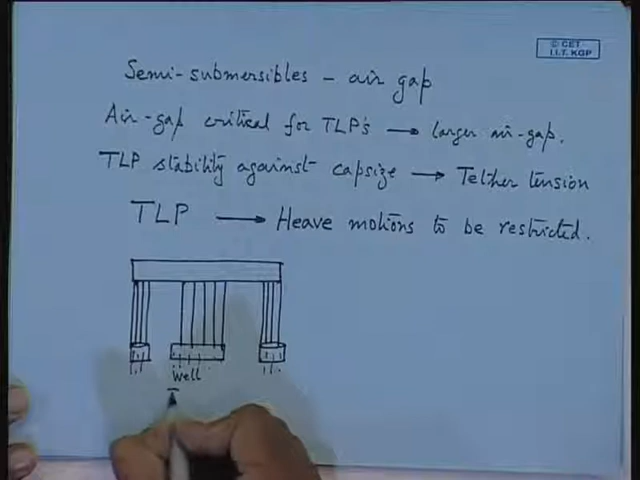 © CET
I.I.T. KGP
Semi-submersibles – air gap
Air-gap critical for TLP's → larger air-gap.
TLP stability against capsize → Tether tension
TLP → Heave motions to be restricted.
Well